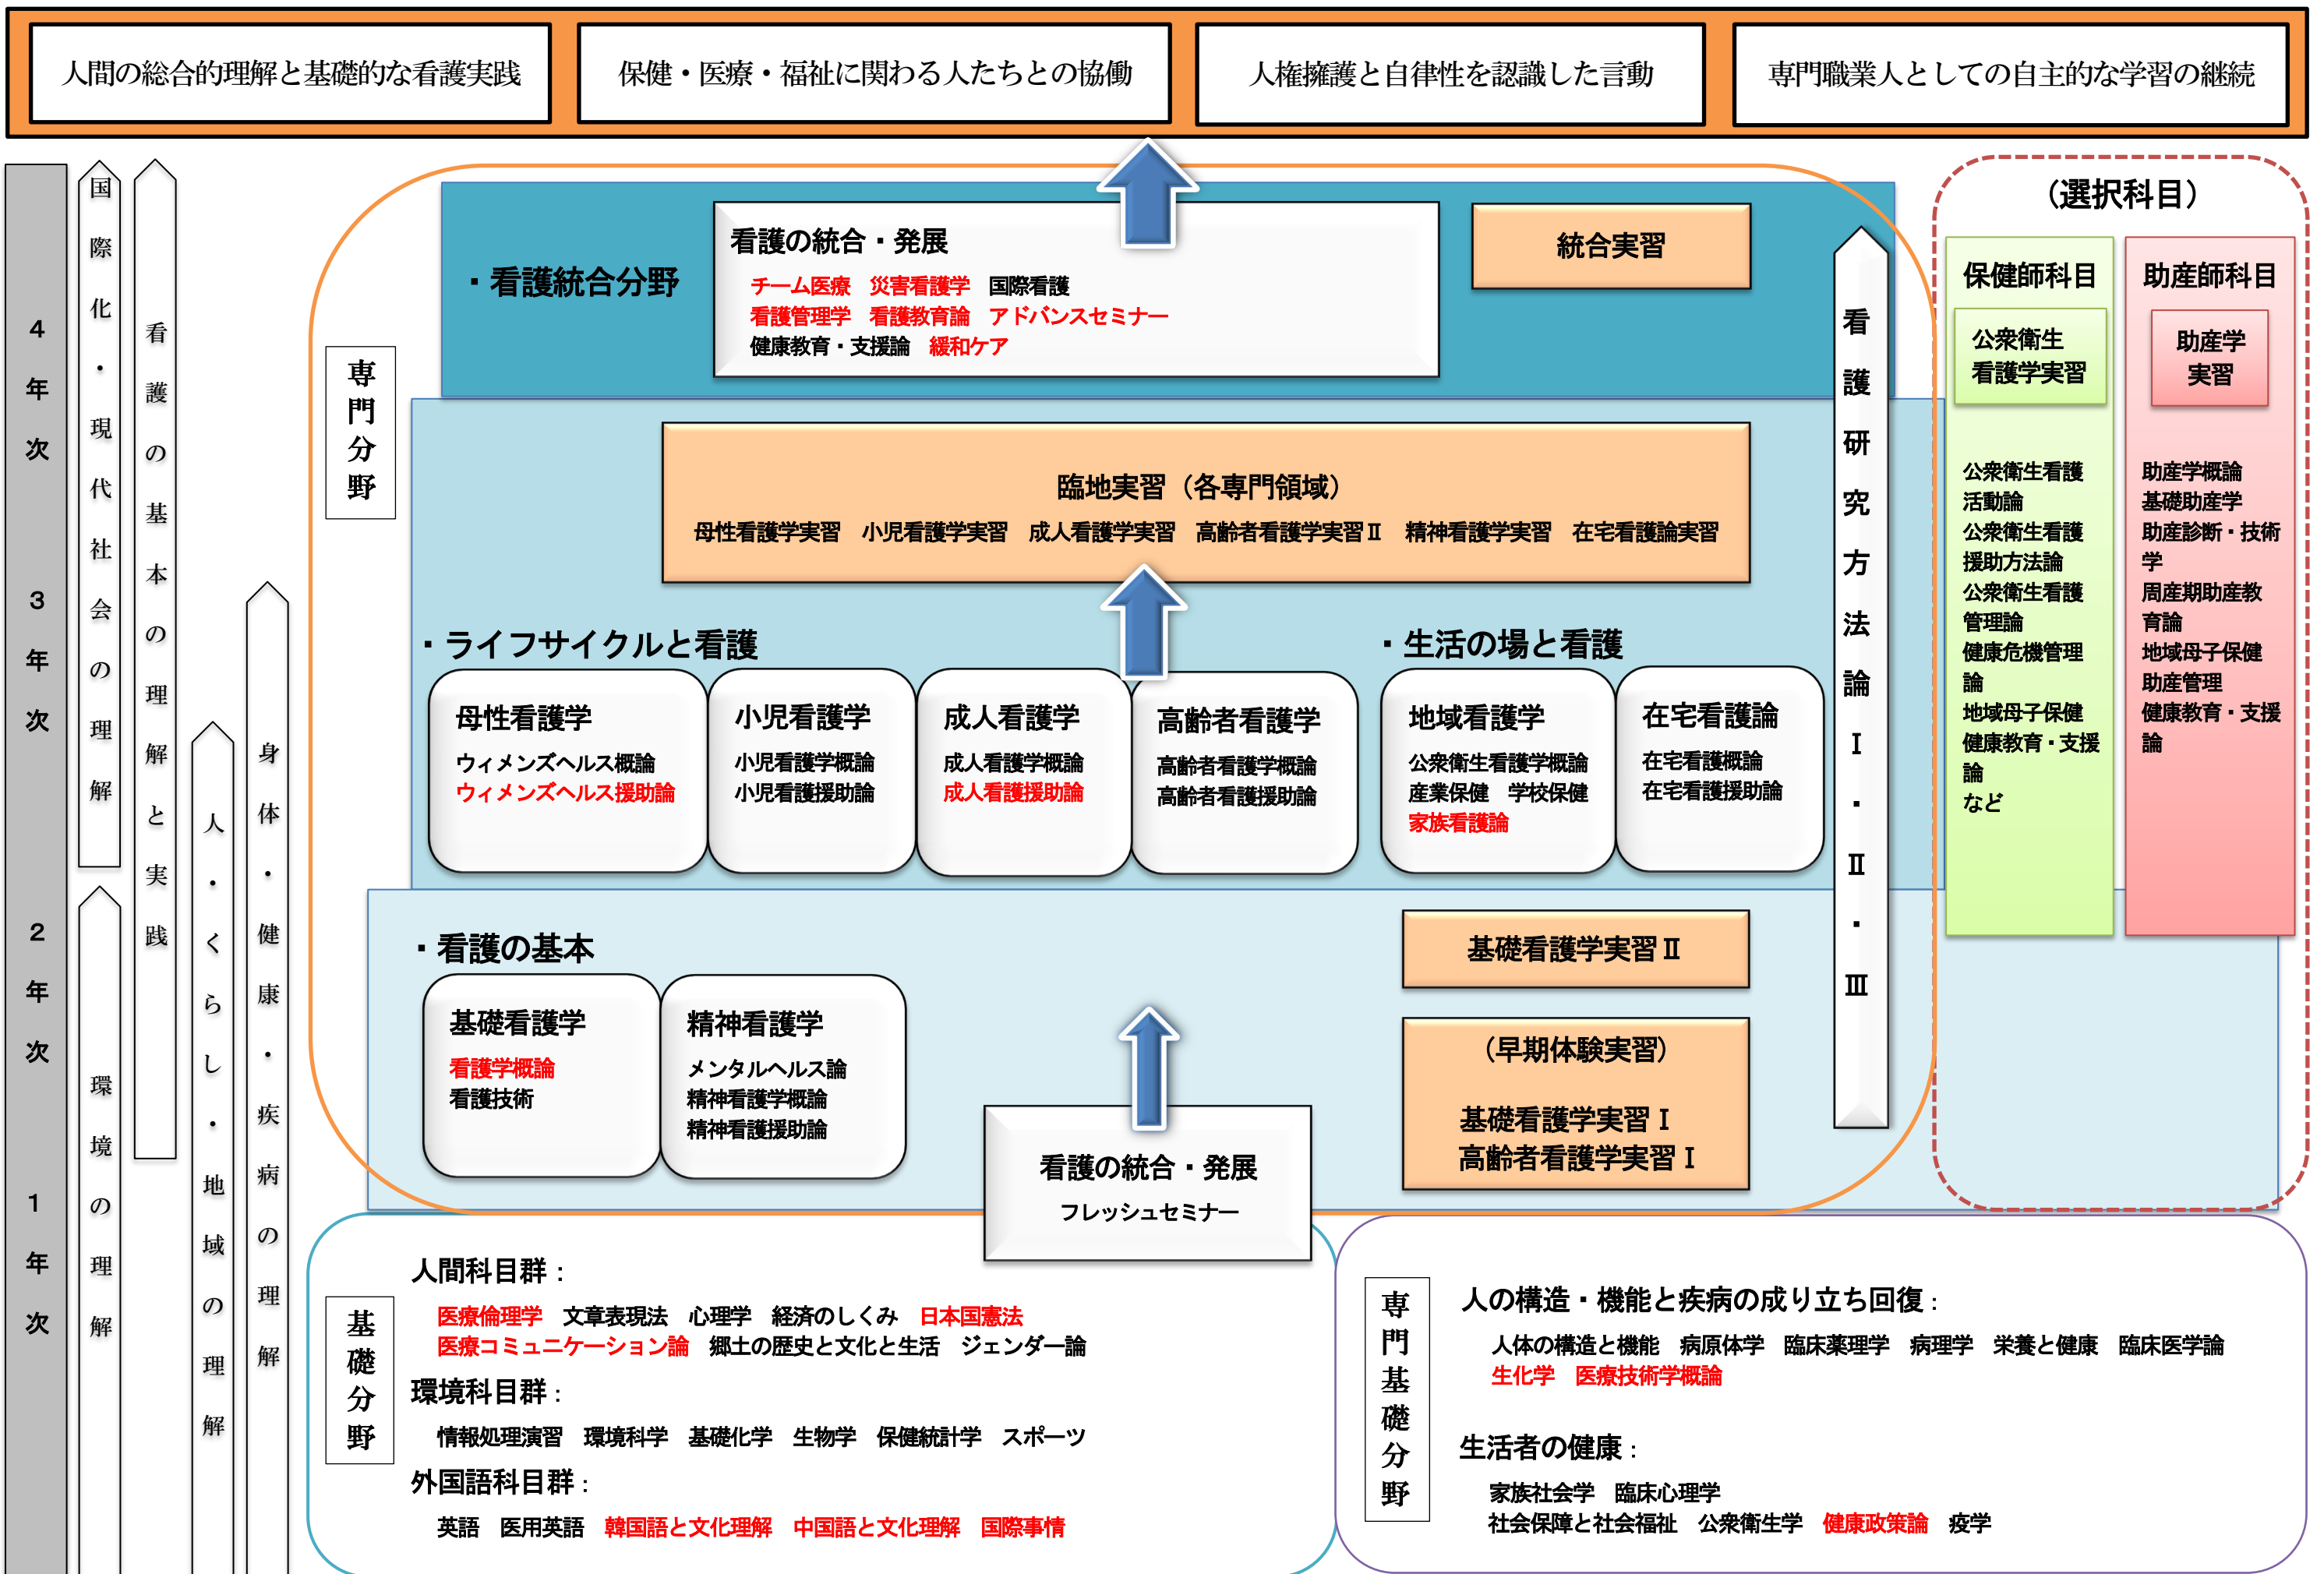 人間の総合的理解と基礎的な看護実践
保健・医療・福祉に関わる人たちとの協働
人権擁護と自律性を認識した言動
専門職業人としての自主的な学習の継続
4年次
3年次
2年次
1年次
国際化・現代社会の理解
環境の理解
看護の基本の理解と実践
人・くらし・地域の理解
身体・健康・疾病の理解
専門分野
・看護統合分野
看護の統合・発展
チーム医療　災害看護学　国際看護
看護管理学　看護教育論　アドバンスセミナー
健康教育・支援論　緩和ケア
統合実習
臨地実習（各専門領域）
母性看護学実習　小児看護学実習　成人看護学実習　高齢者看護学実習Ⅱ　精神看護学実習　在宅看護論実習
・ライフサイクルと看護
母性看護学
ウィメンズヘルス概論
ウィメンズヘルス援助論
小児看護学
小児看護学概論
小児看護援助論
成人看護学
成人看護学概論
成人看護援助論
高齢者看護学
高齢者看護学概論
高齢者看護援助論
・生活の場と看護
地域看護学
公衆衛生看護学概論
産業保健　学校保健
家族看護論
在宅看護論
在宅看護概論
在宅看護援助論
看護研究方法論Ⅰ・Ⅱ・Ⅲ
・看護の基本
基礎看護学
看護学概論
看護技術
精神看護学
メンタルヘルス論
精神看護学概論
精神看護援助論
基礎看護学実習Ⅱ
（早期体験実習）
基礎看護学実習Ⅰ
高齢者看護学実習Ⅰ
看護の統合・発展
フレッシュセミナー
（選択科目）
保健師科目
公衆衛生
看護学実習
公衆衛生看護
活動論
公衆衛生看護
援助方法論
公衆衛生看護
管理論
健康危機管理
論
地域母子保健
健康教育・支援
論
など
助産師科目
助産学
実習
助産学概論
基礎助産学
助産診断・技術
学
周産期助産教
育論
地域母子保健
助産管理
健康教育・支援
論
基礎分野
人間科目群：
医療倫理学　文章表現法　心理学　経済のしくみ　日本国憲法
医療コミュニケーション論　郷土の歴史と文化と生活　ジェンダー論
環境科目群：
情報処理演習　環境科学　基礎化学　生物学　保健統計学　スポーツ
外国語科目群：
英語　医用英語　韓国語と文化理解　中国語と文化理解　国際事情
専門基礎分野
人の構造・機能と疾病の成り立ち回復：
人体の構造と機能　病原体学　臨床薬理学　病理学　栄養と健康　臨床医学論
生化学　医療技術学概論
生活者の健康：
家族社会学　臨床心理学
社会保障と社会福祉　公衆衛生学　健康政策論　疫学